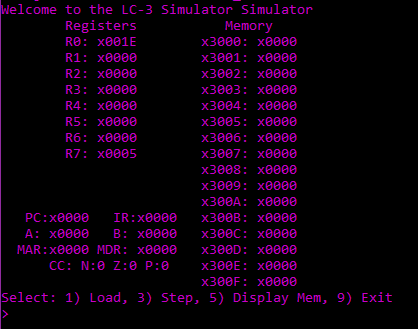 Welcome to the LC-3 Simulator Simulator
Registers Memory
R0: x001E x3000: x0000
R1: x0000 x3001: x0000
R2: x0000 x3002: x0000
R3: x0000 x3003: x0000
R4: x0000 x3004: x0000
R5: x0000 x3005: x0000
R6: x0000 x3006: x0000
R7: x0005 x3007: x0000
x3008: x0000
x3009: x0000
x300A: x0000
PC:x0000 IR:x0000 x300B: x0000
A: x0000 B: x0000 x300C: x0000
MAR:x0000 MDR: x0000 x300D: x0000
CC: N:0 Z:0 P:0 x300E: x0000
x300F: x0000
Select: 1) Load, 3) Step, 5) Display Mem, 9) Exit
>